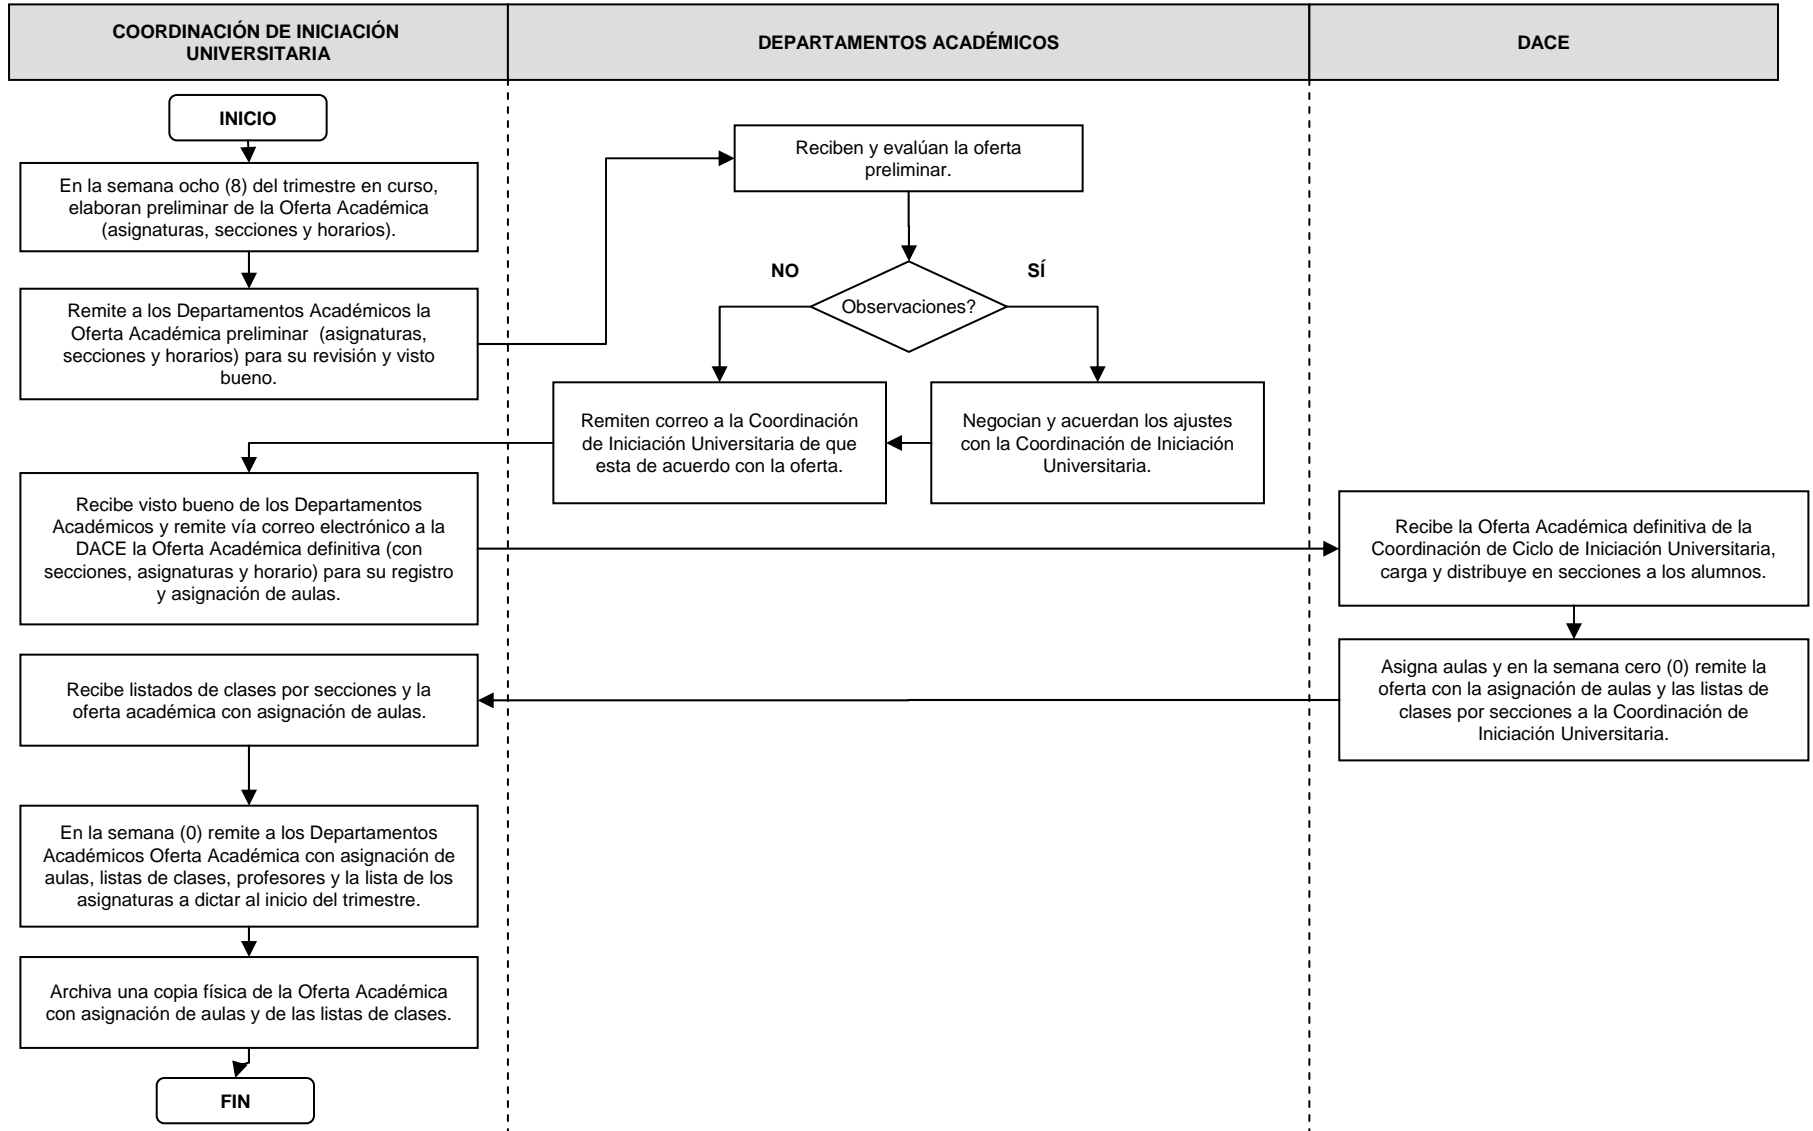 COORDINACIÓN DE INICIACIÓN
UNIVERSITARIA
DEPARTAMENTOS ACADÉMICOS
DACE
INICIO
En la semana ocho (8) del trimestre en curso,
elaboran preliminar de la Oferta Académica
(asignaturas, secciones y horarios).
Remite a los Departamentos Académicos la
Oferta Académica preliminar (asignaturas,
secciones y horarios) para su revisión y visto
bueno.
Reciben y evalúan la oferta
preliminar.
NO
SÍ
Observaciones?
Remiten correo a la Coordinación
de Iniciación Universitaria de que
esta de acuerdo con la oferta.
Negocian y acuerdan los ajustes
con la Coordinación de Iniciación
Universitaria.
Recibe visto bueno de los Departamentos
Académicos y remite vía correo electrónico a la
DACE la Oferta Académica definitiva (con
secciones, asignaturas y horario) para su registro
y asignación de aulas.
Recibe la Oferta Académica definitiva de la
Coordinación de Ciclo de Iniciación Universitaria,
carga y distribuye en secciones a los alumnos.
Asigna aulas y en la semana cero (0) remite la
oferta con la asignación de aulas y las listas de
clases por secciones a la Coordinación de
Iniciación Universitaria.
Recibe listados de clases por secciones y la
oferta académica con asignación de aulas.
En la semana (0) remite a los Departamentos
Académicos Oferta Académica con asignación de
aulas, listas de clases, profesores y la lista de los
asignaturas a dictar al inicio del trimestre.
Archiva una copia física de la Oferta Académica
con asignación de aulas y de las listas de clases.
FIN